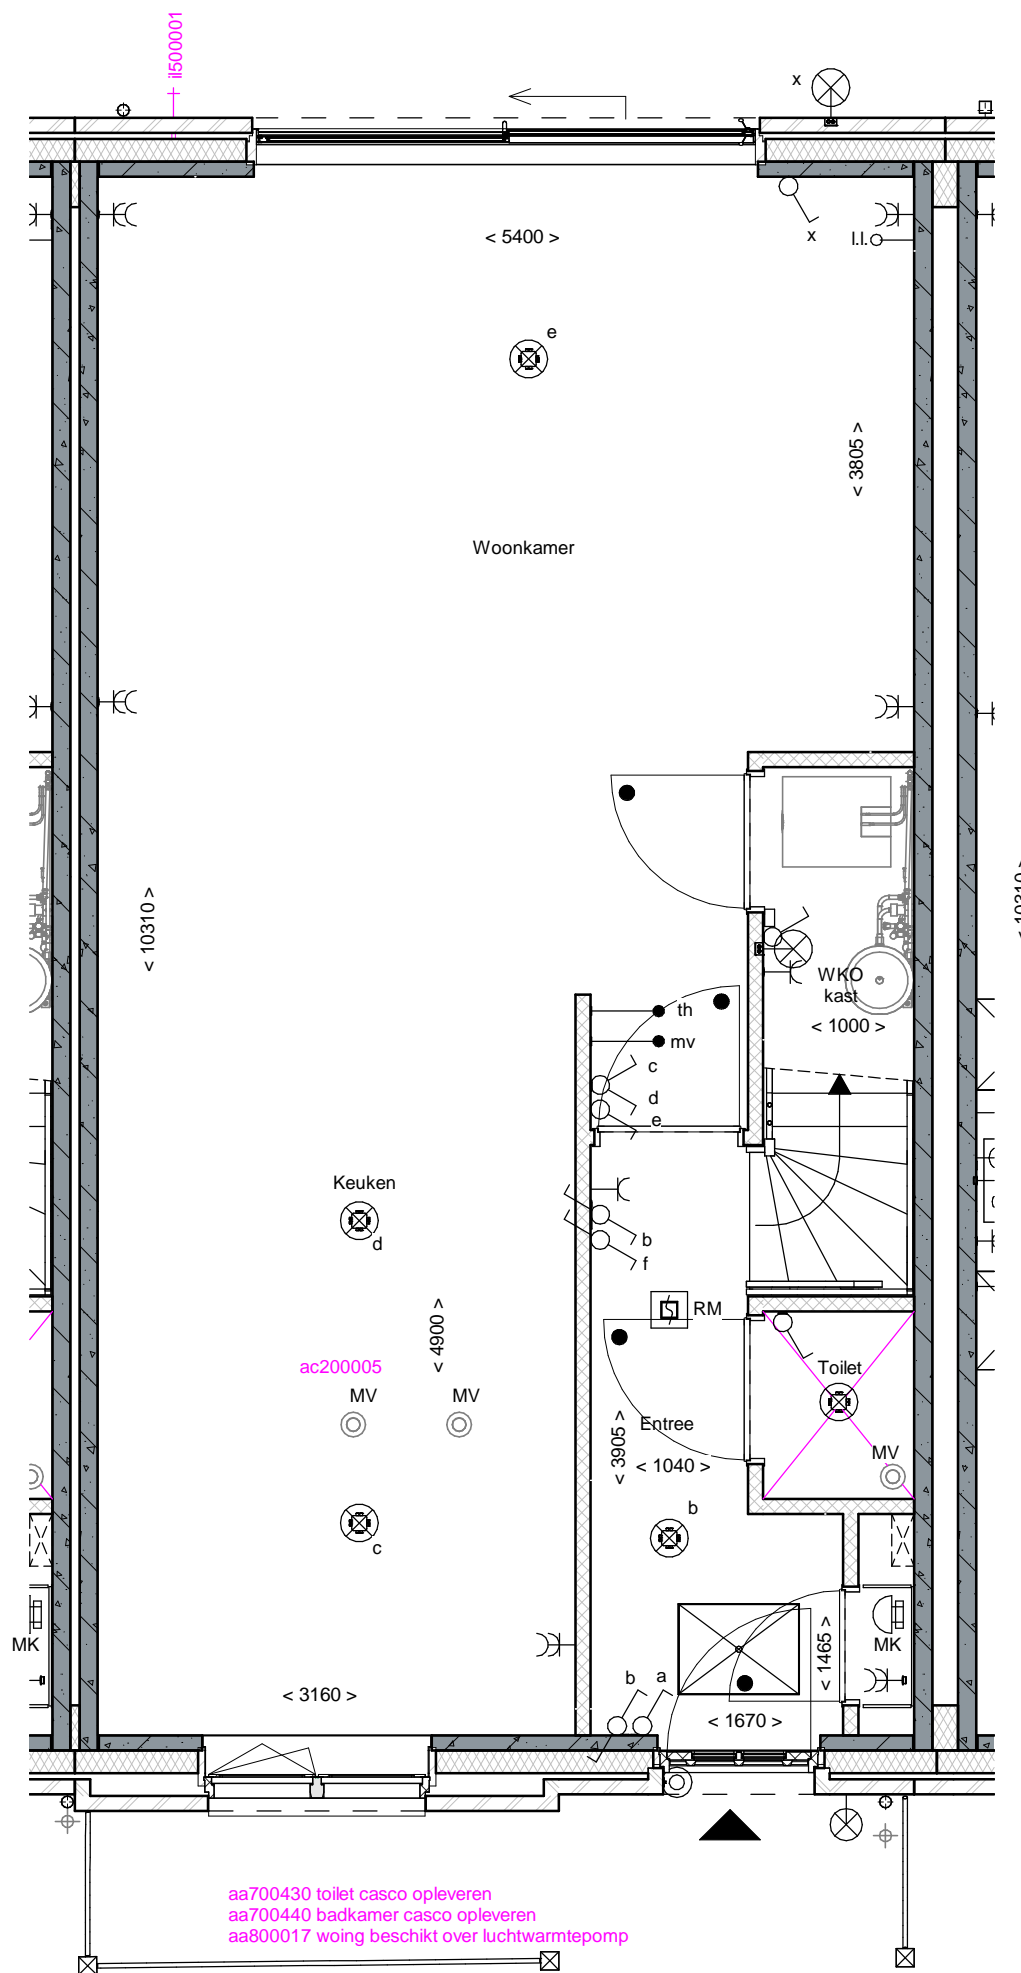 il500001
x
< 5400 >
x
l.l.
e
< 3805 >
Woonkamer
< 10310 >
< 10310 >
WKO
kast
< 1000 >
th
mv
c
d
e
Keuken
d
b
f
RM
< 4900 >
ac200005
MV
MV
Toilet
Entree
< 3905 >
< 1040 >
MV
b
c
MK
MK
< 1465 >
b
a
< 3160 >
< 1670 >
aa700430 toilet casco opleveren
aa700440 badkamer casco opleveren
aa800017 woing beschikt over luchtwarmtepomp